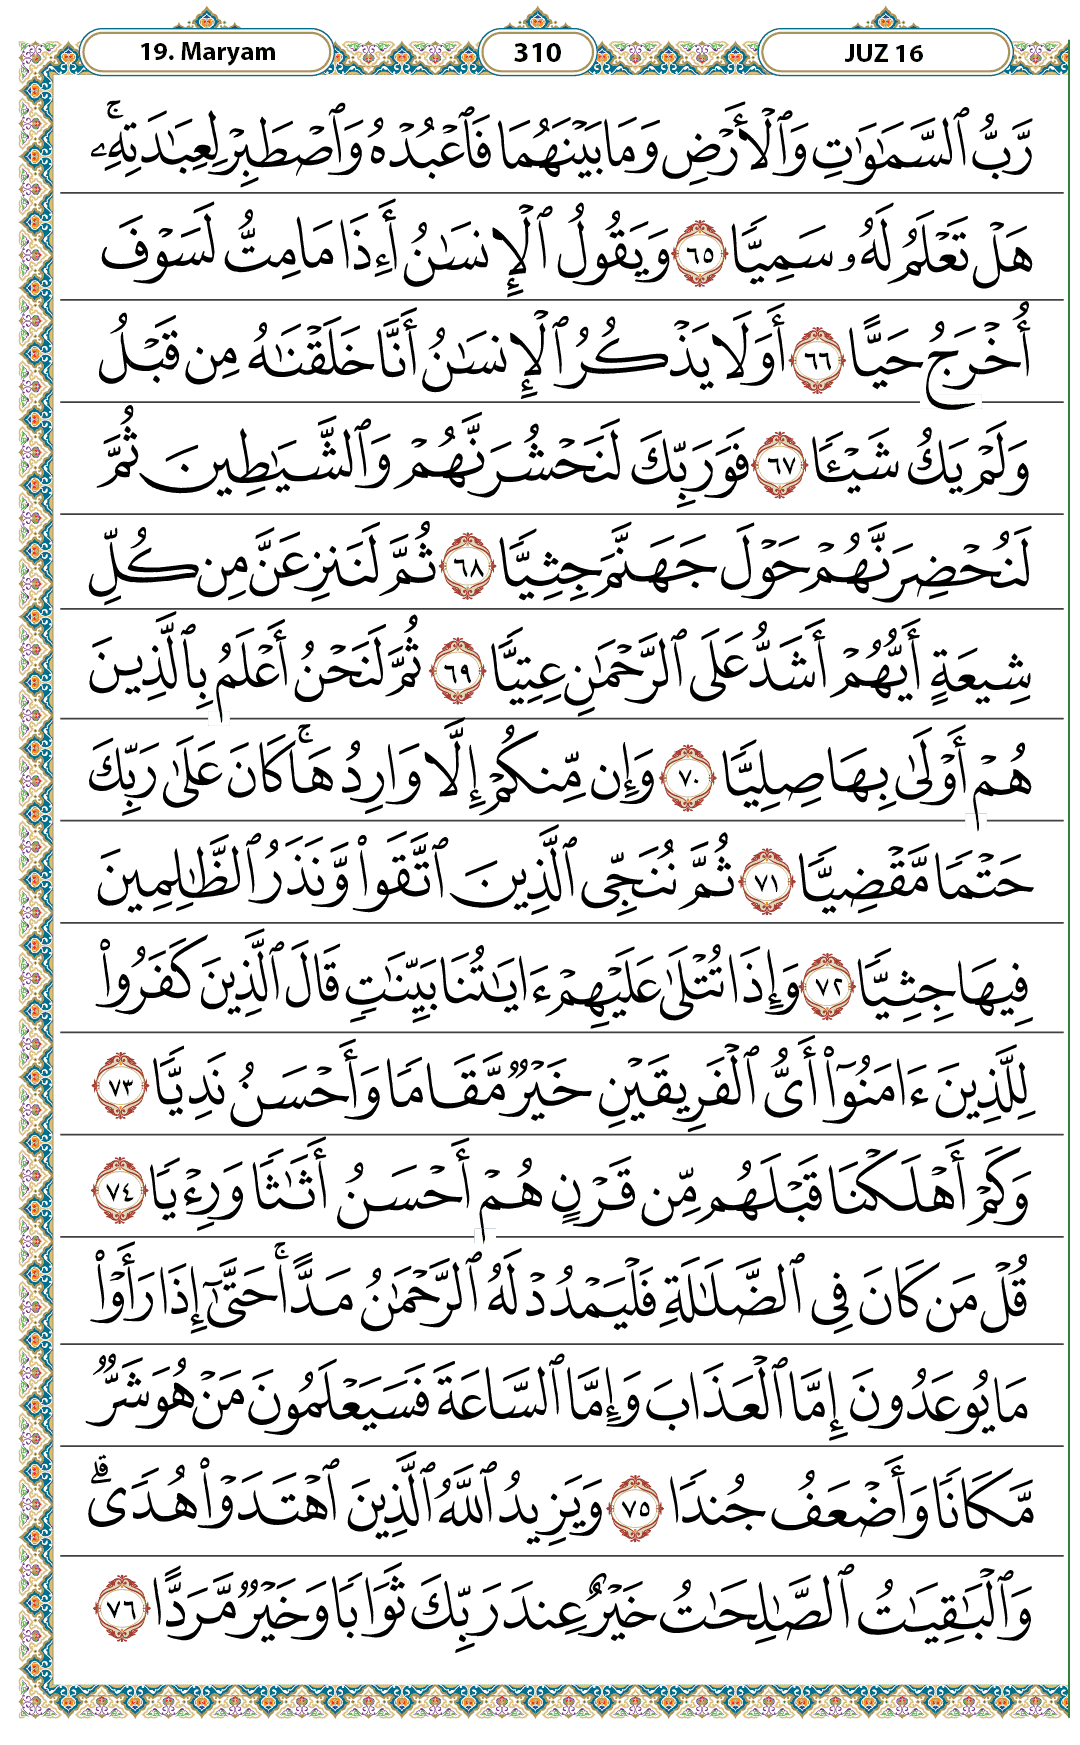 19. Maryam 310 JUZ 16
رَّبُّ ٱلسَّمَٰوَٰتِ وَٱلْأَرْضِ وَمَا بَيْنَهُمَا فَٱعْبُدْهُ وَٱصْطَبِرْ لِعِبَٰدَتِهِۦۚ
هَلْ تَعْلَمُ لَهُۥ سَمِيًّا ٦٥ وَيَقُولُ ٱلْإِنسَٰنُ أَءِذَا مَا مِتُّ لَسَوْفَ
أُخْرَجُ حَيًّا ٦٦ أَوَلَا يَذْكُرُ ٱلْإِنسَٰنُ أَنَّا خَلَقْنَٰهُ مِن قَبْلُ
وَلَمْ يَكُ شَيْـًٔا ٦٧ فَوَرَبِّكَ لَنَحْشُرَنَّهُمْ وَٱلشَّيَٰطِينَ ثُمَّ
لَنُحْضِرَنَّهُمْ حَوْلَ جَهَنَّمَ جِثِيًّا ٦٨ ثُمَّ لَنَنزِعَنَّ مِن كُلِّ
شِيعَةٍ أَيُّهُمْ أَشَدُّ عَلَى ٱلرَّحْمَٰنِ عِتِيًّا ٦٩ ثُمَّ لَنَحْنُ أَعْلَمُ بِٱلَّذِينَ
هُمْ أَوْلَىٰ بِهَا صِلِيًّا ٧٠ وَإِن مِّنكُمْ إِلَّا وَارِدُهَاۚ كَانَ عَلَىٰ رَبِّكَ
حَتْمًا مَّقْضِيًّا ٧١ ثُمَّ نُنَجِّى ٱلَّذِينَ ٱتَّقَوا۟ وَّنَذَرُ ٱلظَّٰلِمِينَ
فِيهَا جِثِيًّا ٧٢ وَإِذَا تُتْلَىٰ عَلَيْهِمْ ءَايَٰتُنَا بَيِّنَٰتٍ قَالَ ٱلَّذِينَ كَفَرُوا۟
لِلَّذِينَ ءَامَنُوٓا۟ أَىُّ ٱلْفَرِيقَيْنِ خَيْرٌ مَّقَامًا وَأَحْسَنُ نَدِيًّا ٧٣
وَكَمْ أَهْلَكْنَا قَبْلَهُم مِّن قَرْنٍ هُمْ أَحْسَنُ أَثَٰثًا وَرِءْيًا ٧٤
قُلْ مَن كَانَ فِى ٱلضَّلَٰلَةِ فَلْيَمْدُدْ لَهُ ٱلرَّحْمَٰنُ مَدًّاۚ حَتَّىٰٓ إِذَا رَأَوْا۟
مَا يُوعَدُونَ إِمَّا ٱلْعَذَابَ وَإِمَّا ٱلسَّاعَةَ فَسَيَعْلَمُونَ مَنْ هُوَ شَرٌّ
مَّكَانًا وَأَضْعَفُ جُندًا ٧٥ وَيَزِيدُ ٱللَّهُ ٱلَّذِينَ ٱهْتَدَوْا۟ هُدًىۗ
وَٱلْبَٰقِيَٰتُ ٱلصَّٰلِحَٰتُ خَيْرٌ عِندَ رَبِّكَ ثَوَابًا وَخَيْرٌ مَّرَدًّا ٧٦